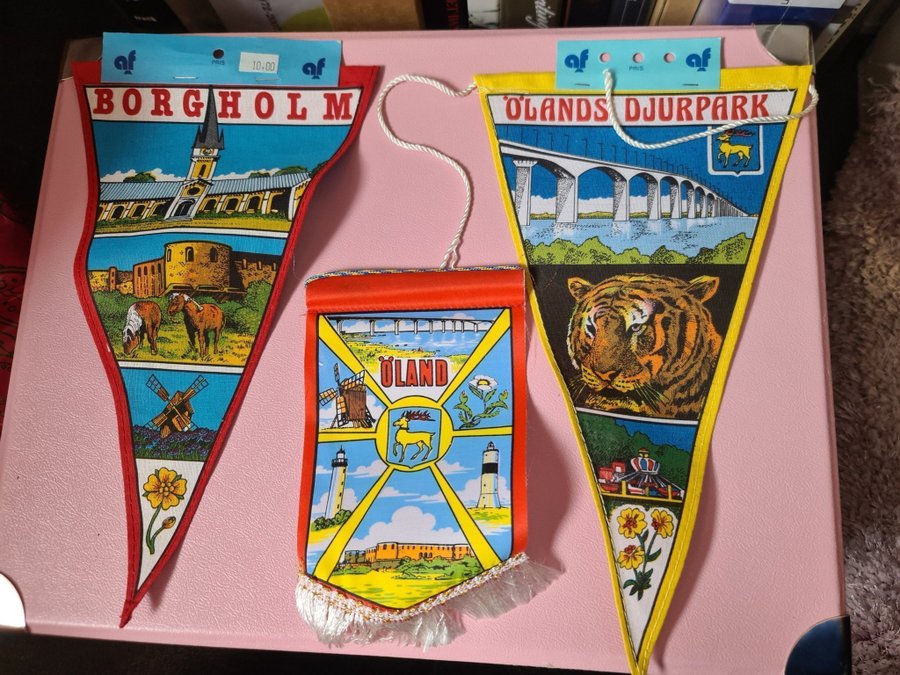 af
PRIS
10:00
af
BORGHOLM
af
PRIS
af
ÖLANDS DJURPARK
ÖLAND